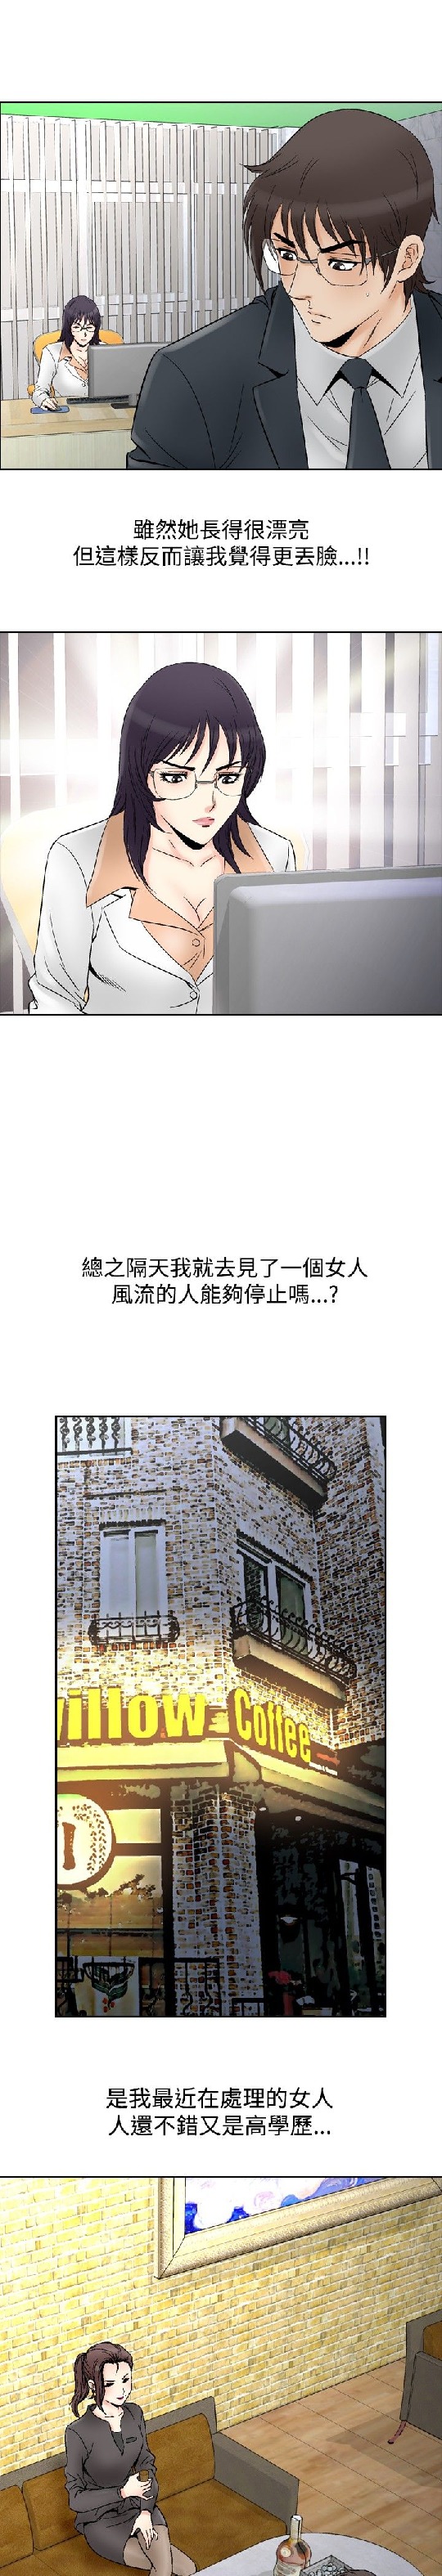 雖然她長得很漂亮
但這樣反而讓我覺得更丟臉...!!
總之隔天我就去見了一個女人
風流的人能夠停止嗎...?
willow Coffee
是我最近在處理的女人
人還不錯又是高學歷...